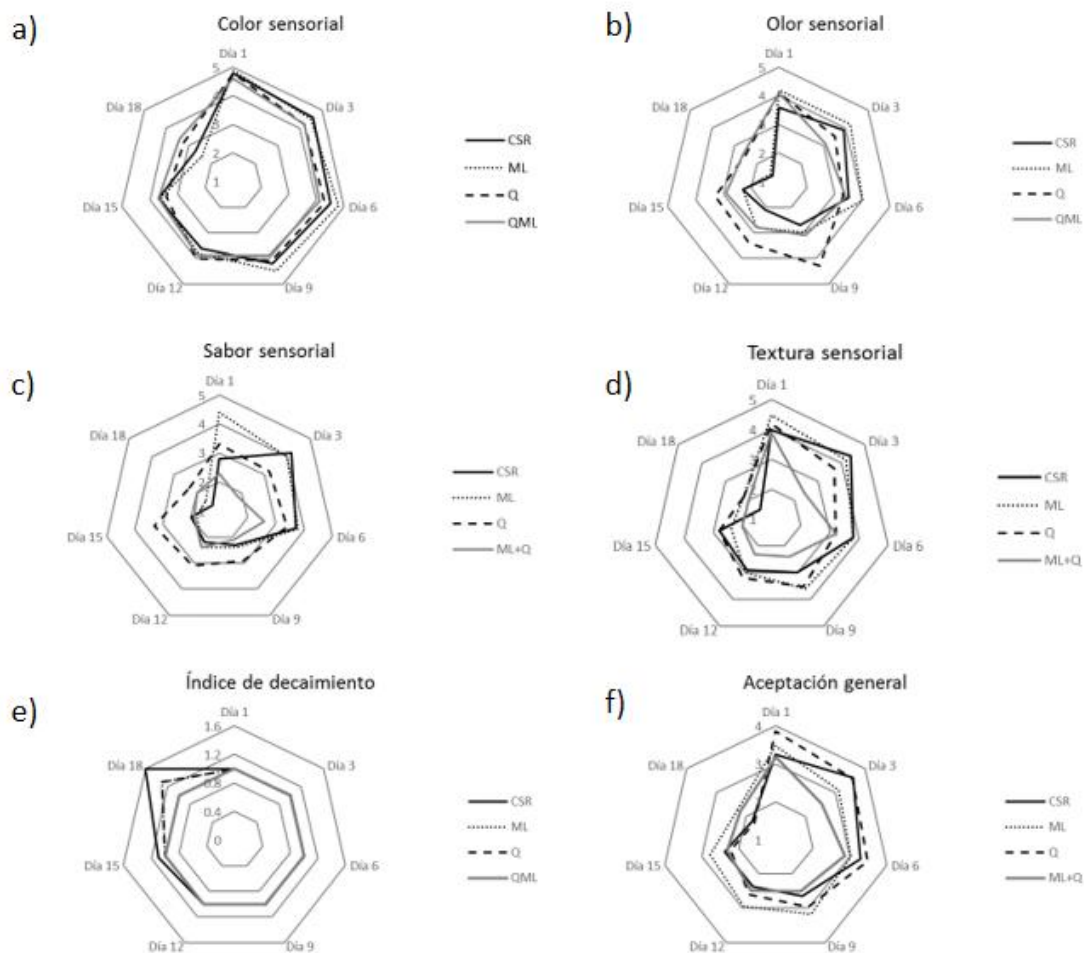 a)
Color sensorial
Día 1
5
3
2
1
Día 3
Día 6
Día 9
Día 12
Día 15
Día 18
CSR
ML
Q
QML
b)
Olor sensorial
Día 1
5
4
3
2
1
Día 3
Día 6
Día 9
Día 12
Día 15
Día 18
CSR
ML
Q
QML
c)
Sabor sensorial
Día 1
5
4
3
2
1
Día 3
Día 6
Día 9
Día 12
Día 15
Día 18
CSR
ML
Q
ML+Q
d)
Textura sensorial
Día 1
5
4
3
2
1
Día 3
Día 6
Día 9
Día 12
Día 15
Día 18
CSR
ML
Q
ML+Q
e)
Índice de decaimiento
Día 1
1.6
1.2
0.8
0.4
0
Día 3
Día 6
Día 9
Día 12
Día 15
Día 18
CSR
ML
Q
QML
f)
Aceptación general
Día 1
4
3
1
Día 3
Día 6
Día 9
Día 12
Día 15
Día 18
CSR
ML
Q
ML+Q